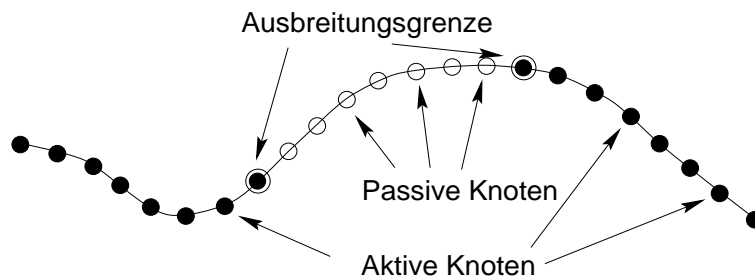 Ausbreitungsgrenze
Passive Knoten
Aktive Knoten